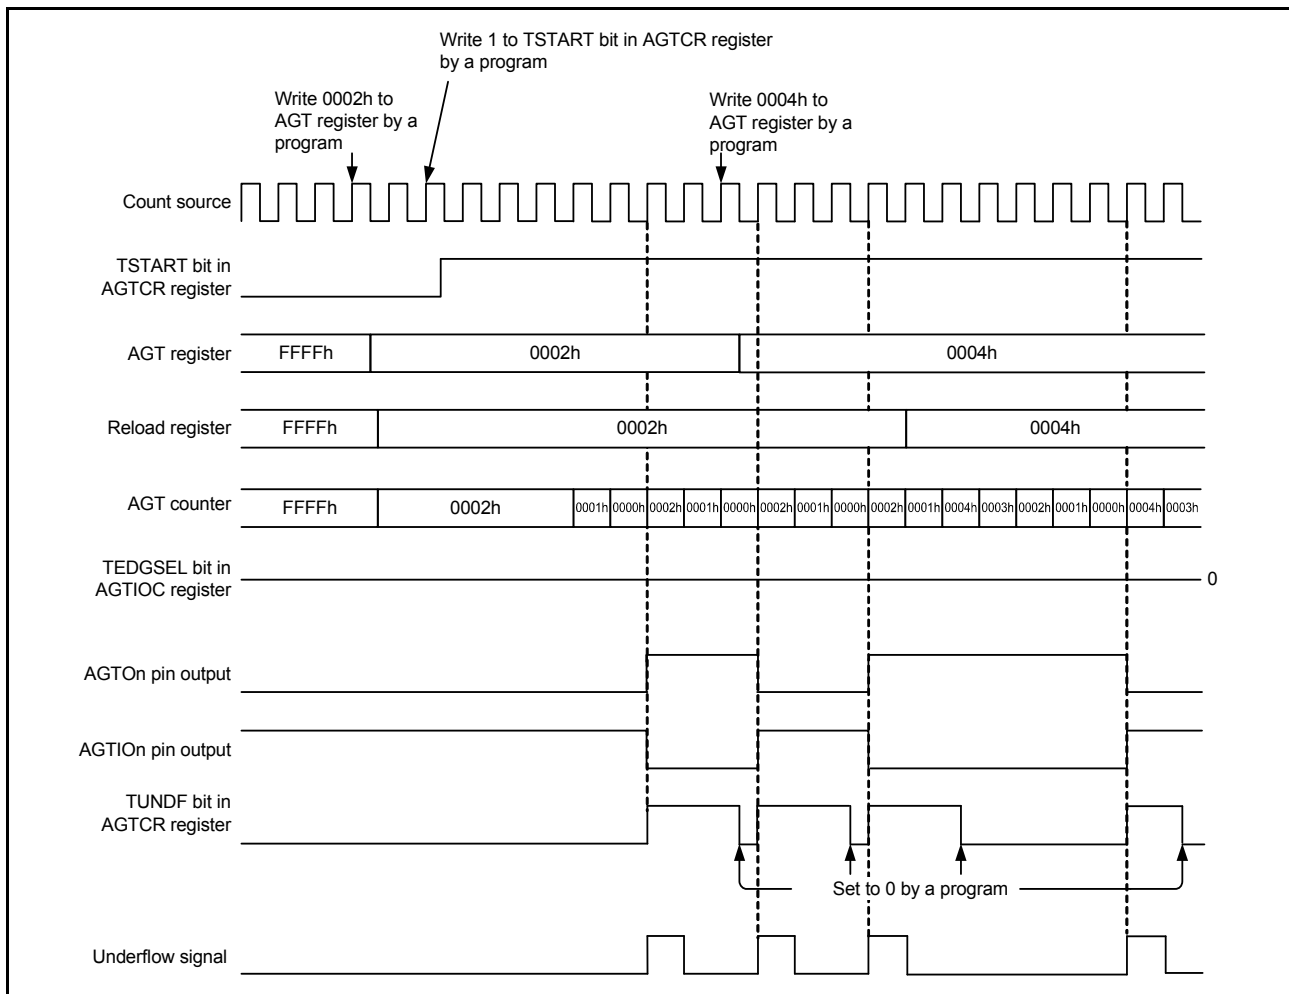 Write 1 to TSTART bit in AGTCR register
by a program
Write 0002h to
AGT register by a
program
Write 0004h to
AGT register by a
program
Count source
TSTART bit in
AGTCR register
AGT register
FFFFh
0002h
0004h
Reload register
FFFFh
0002h
0004h
AGT counter
FFFFh
0002h
0001h 0000h 0002h 0001h 0000h 0002h 0001h 0000h 0002h 0001h 0004h 0003h 0002h 0001h 0000h 0004h 0003h
TEDGSEL bit in
AGTIOC register
0
AGTOn pin output
AGTIOn pin output
TUNDF bit in
AGTCR register
Set to 0 by a program
Underflow signal